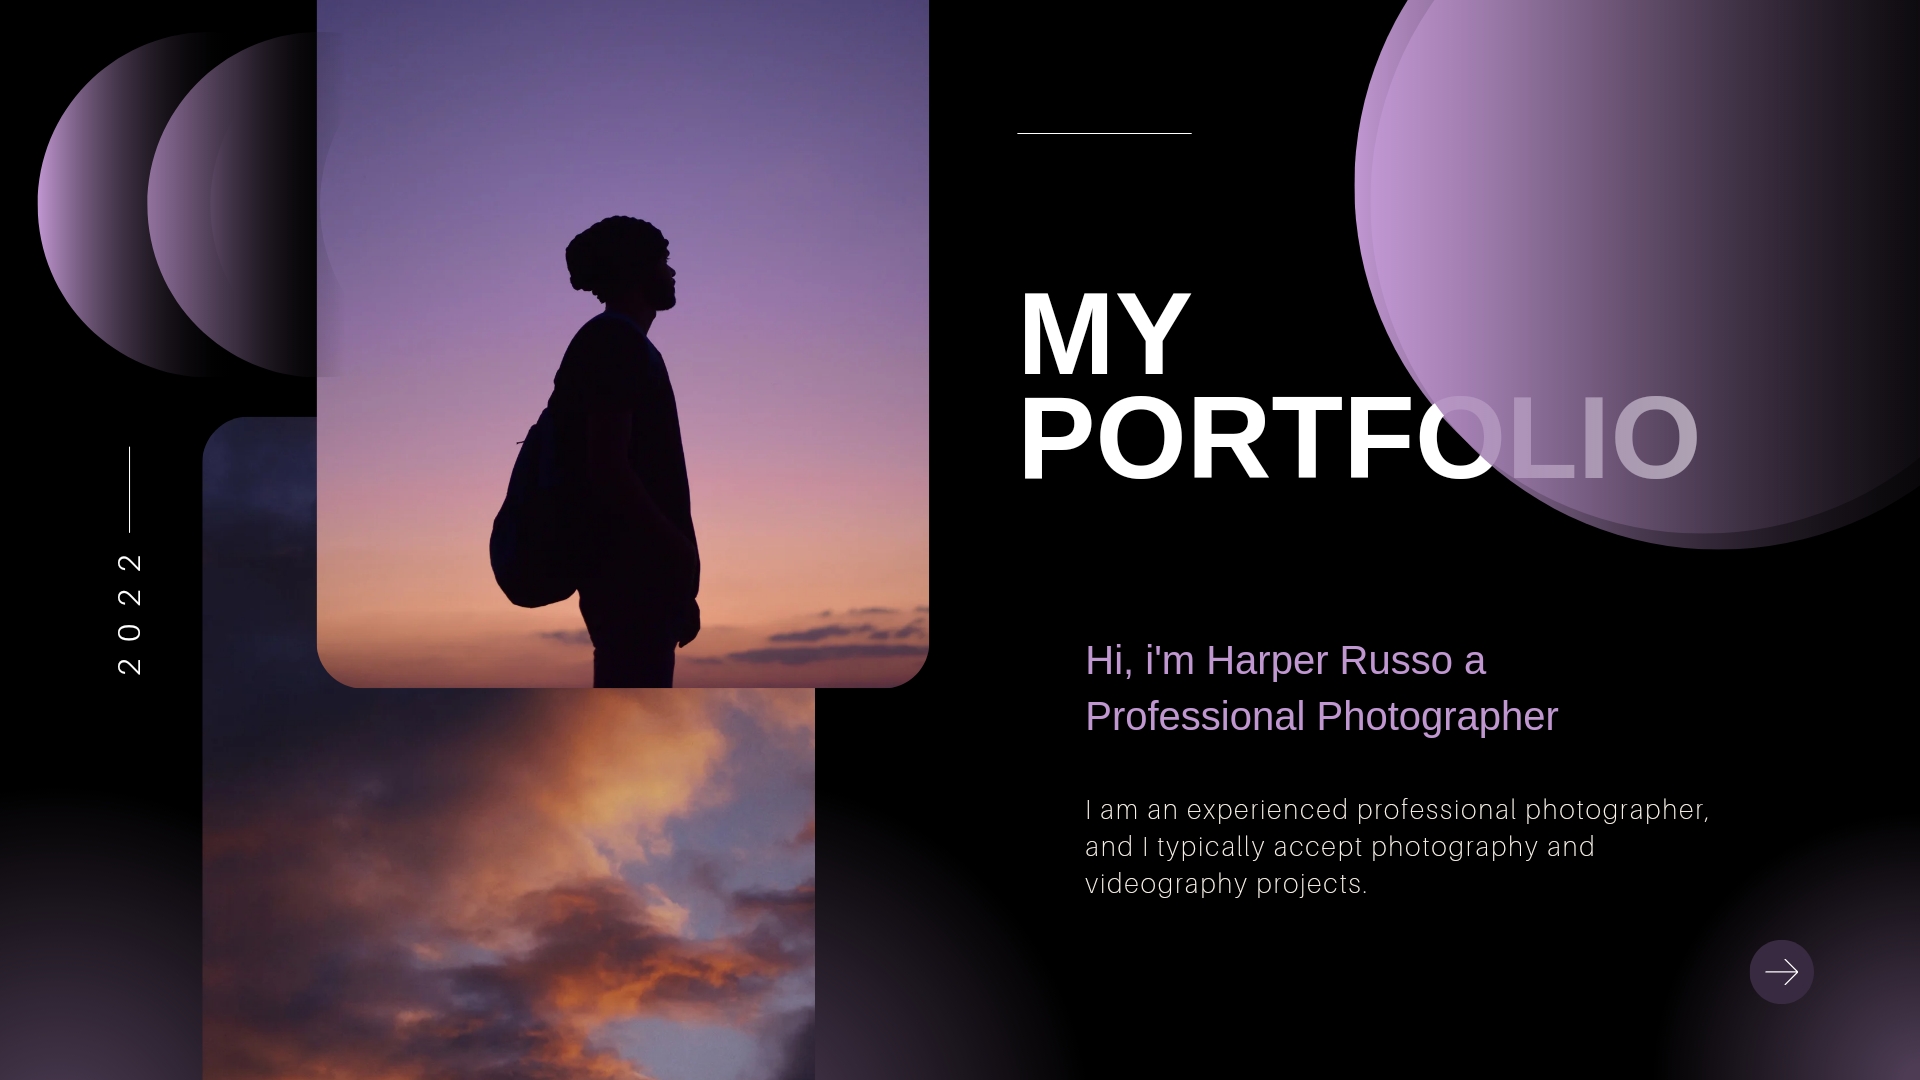 MY
PORTFOLIO
2022
Hi, i'm Harper Russo a
Professional Photographer
I am an experienced professional photographer,
and I typically accept photography and
videography projects.